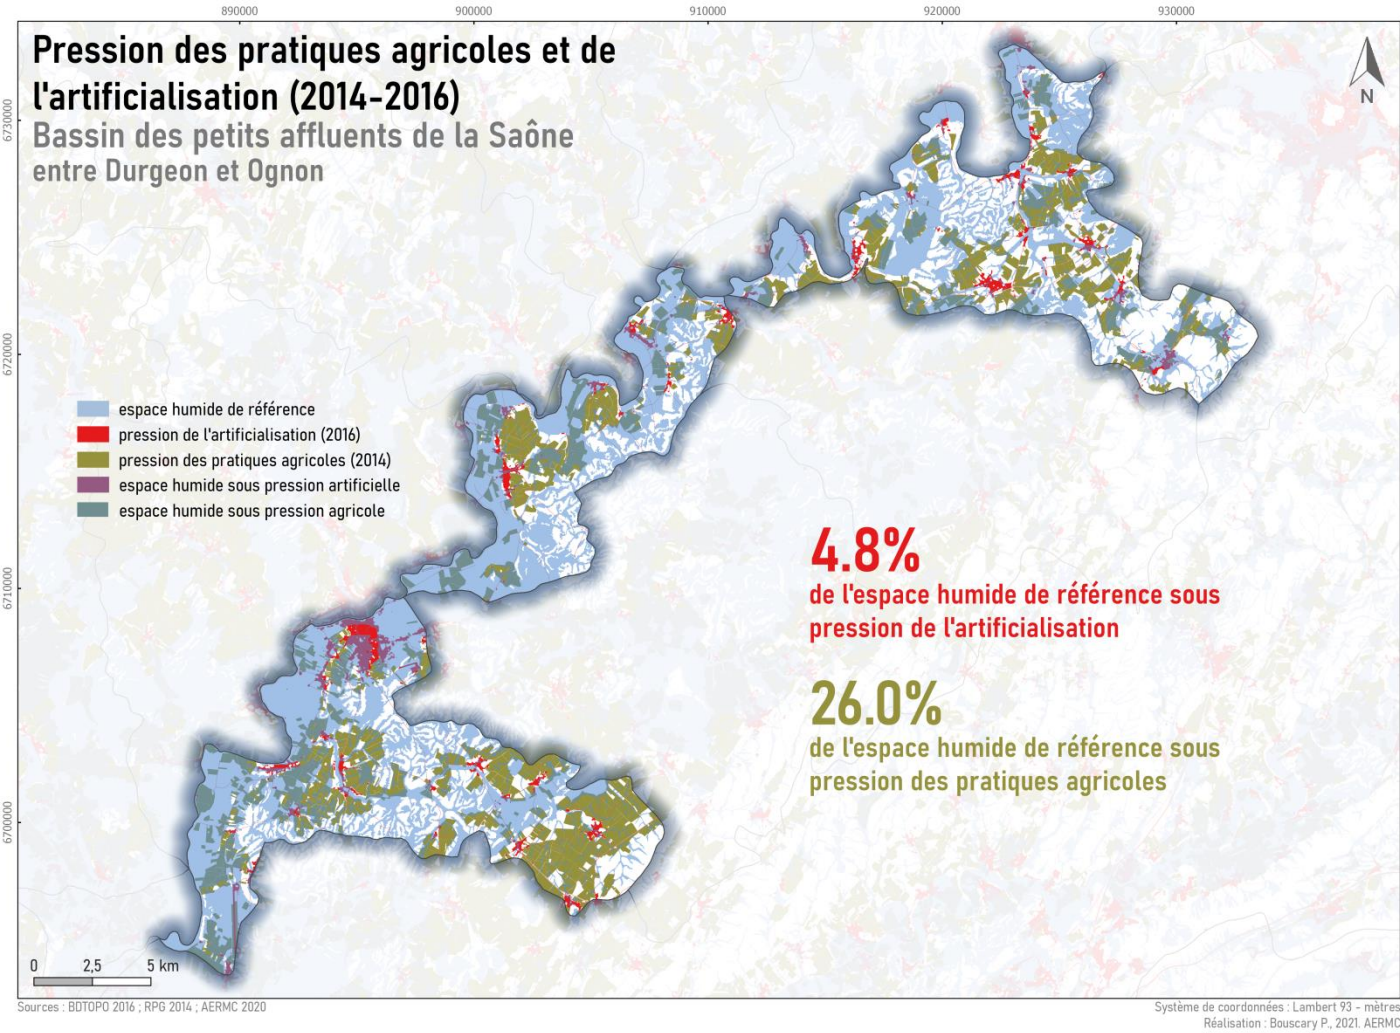 890000
900000
910000
920000
930000
Pression des pratiques agricoles et de
l'artificialisation (2014-2016)
Bassin des petits affluents de la Saône
entre Durgeon et Ognon
N
6730000
6720000
6710000
6700000
espace humide de référence
pression de l'artificialisation (2016)
pression des pratiques agricoles (2014)
espace humide sous pression artificielle
espace humide sous pression agricole
4.8%
de l'espace humide de référence sous
pression de l'artificialisation
26.0%
de l'espace humide de référence sous
pression des pratiques agricoles
0 2,5 5 km
Sources : BDTOPO 2016 ; RPG 2014 ; AERMC 2020
Système de coordonnées : Lambert 93 - mètres
Réalisation : Bouscary P., 2021. AERMC